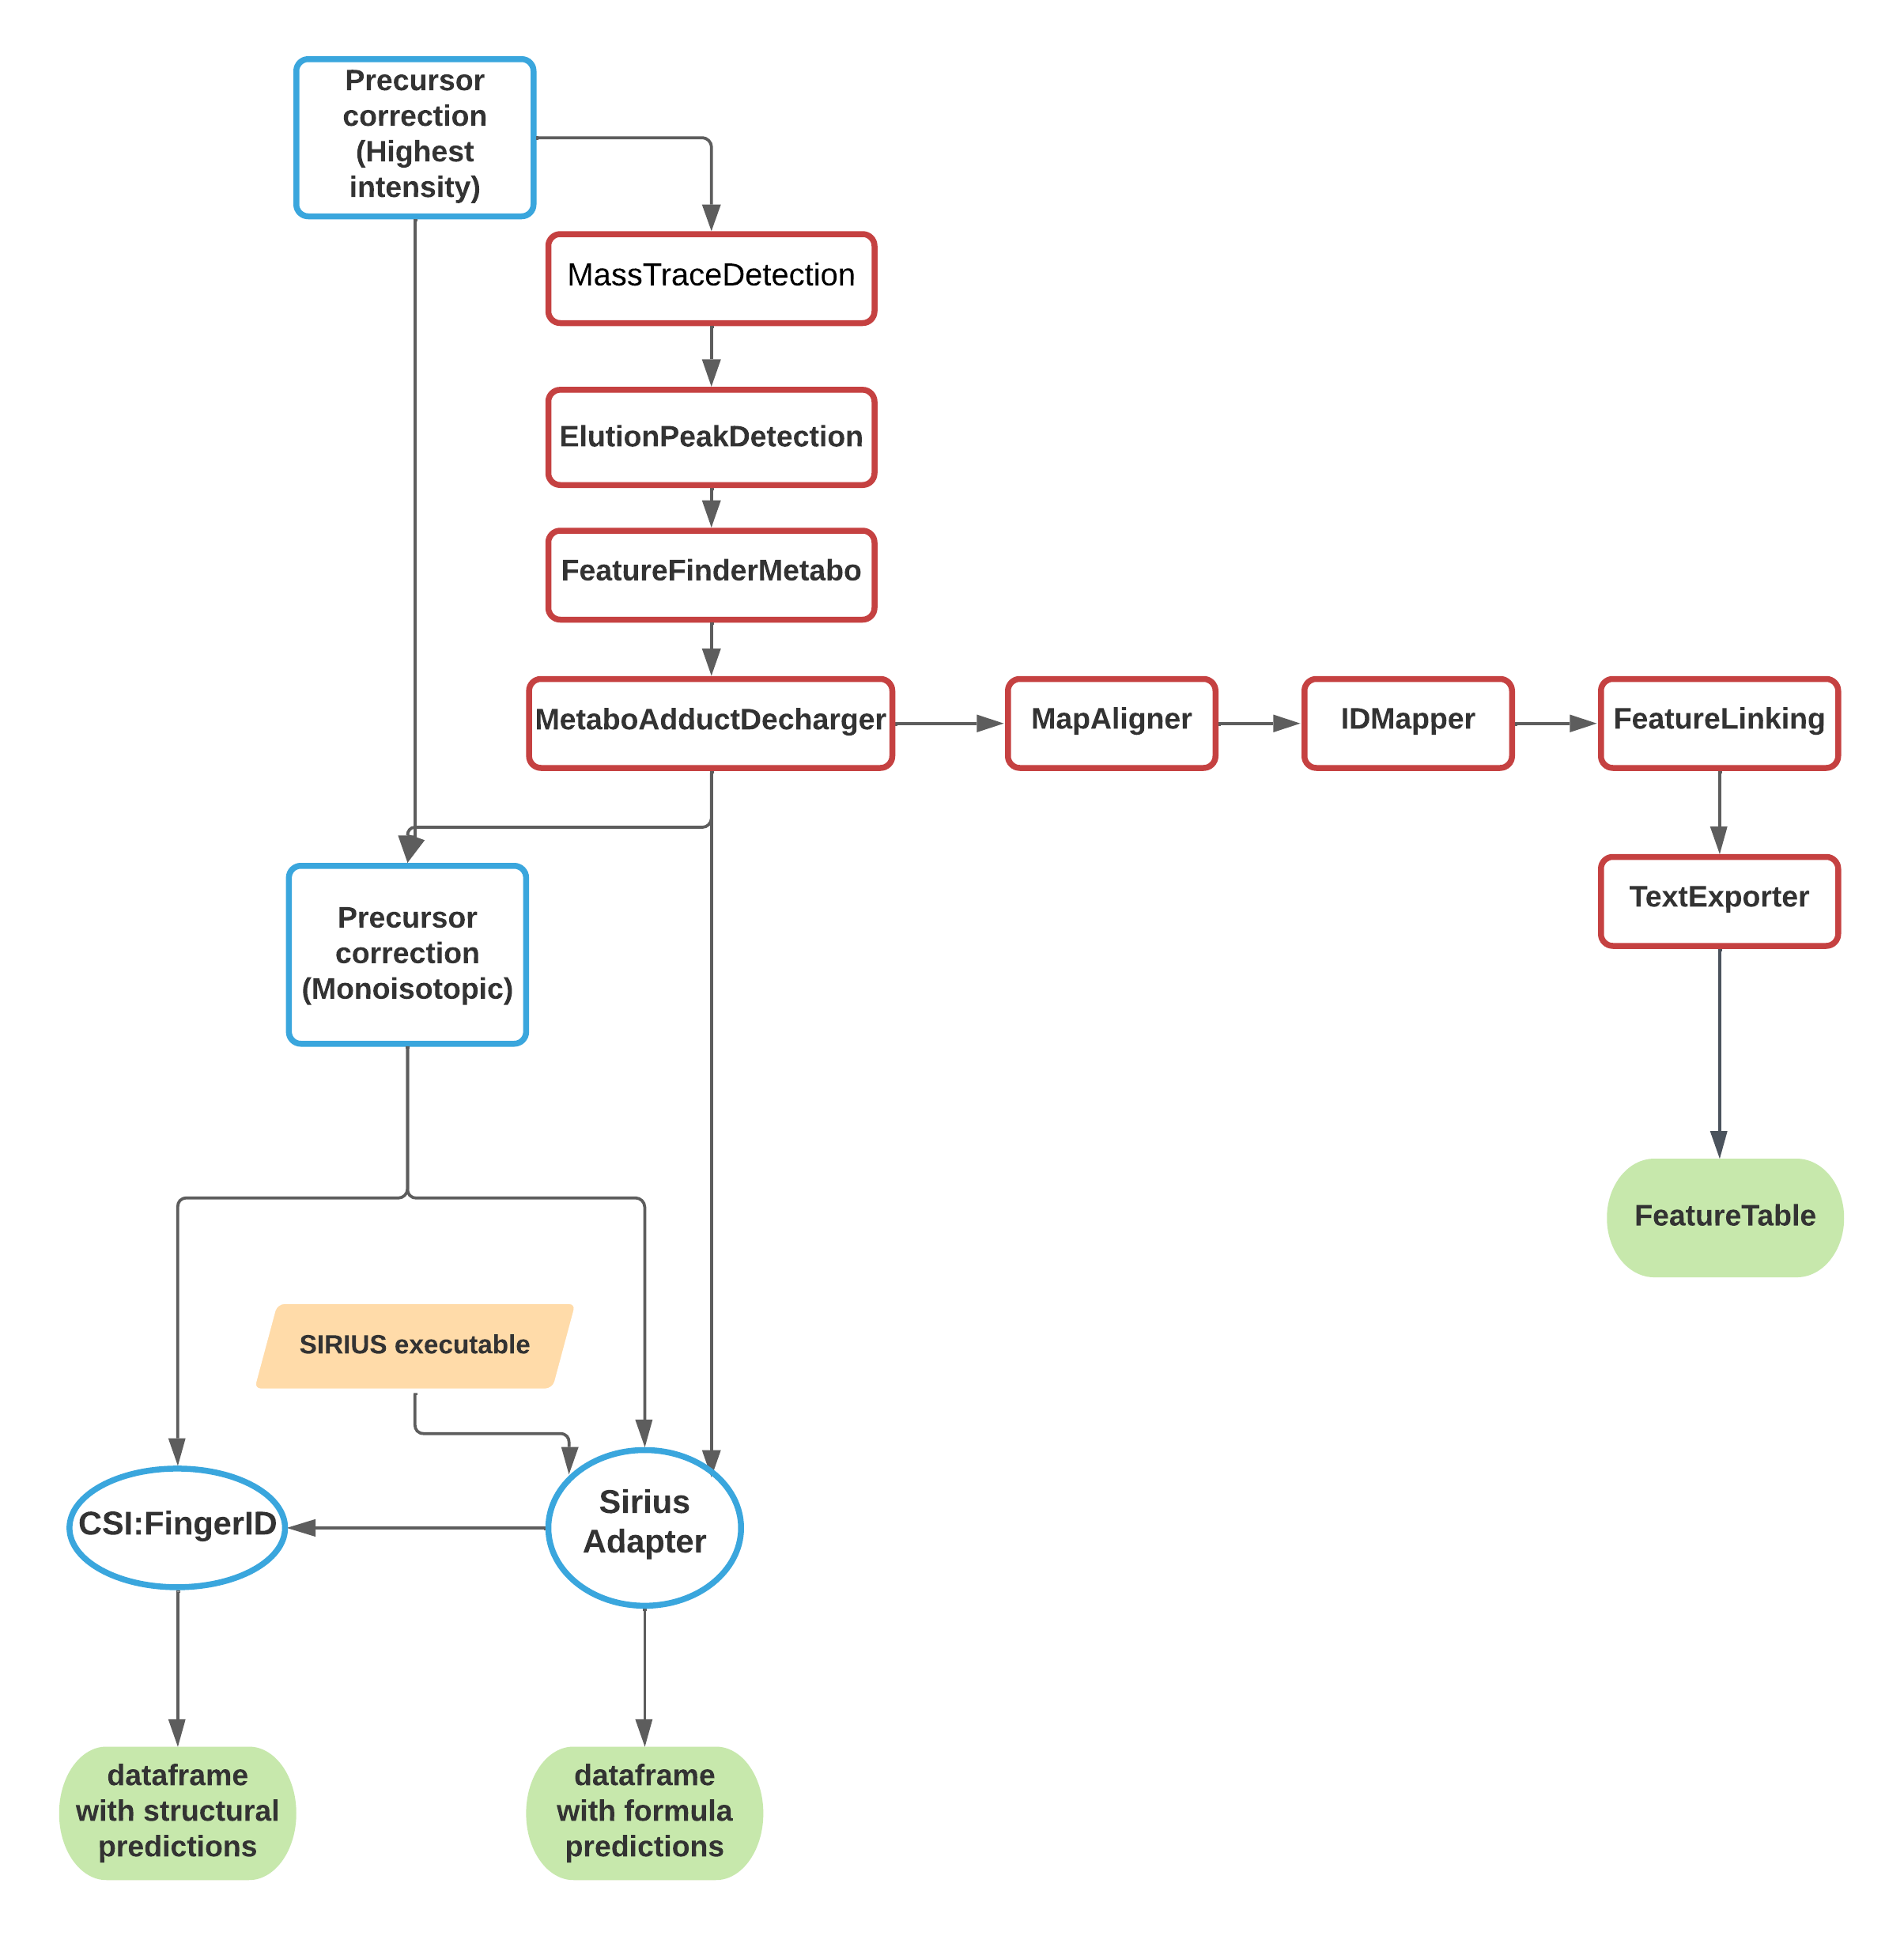 Precursor
correction
(Highest
intensity)
MassTraceDetection
ElutionPeakDetection
FeatureFinderMetabo
MetaboAdductDecharger
MapAligner
IDMapper
FeatureLinking
TextExporter
Precursor
correction
(Monoisotopic)
FeatureTable
SIRIUS executable
CSI:FingerID
Sirius
Adapter
dataframe
with structural
predictions
dataframe
with formula
predictions